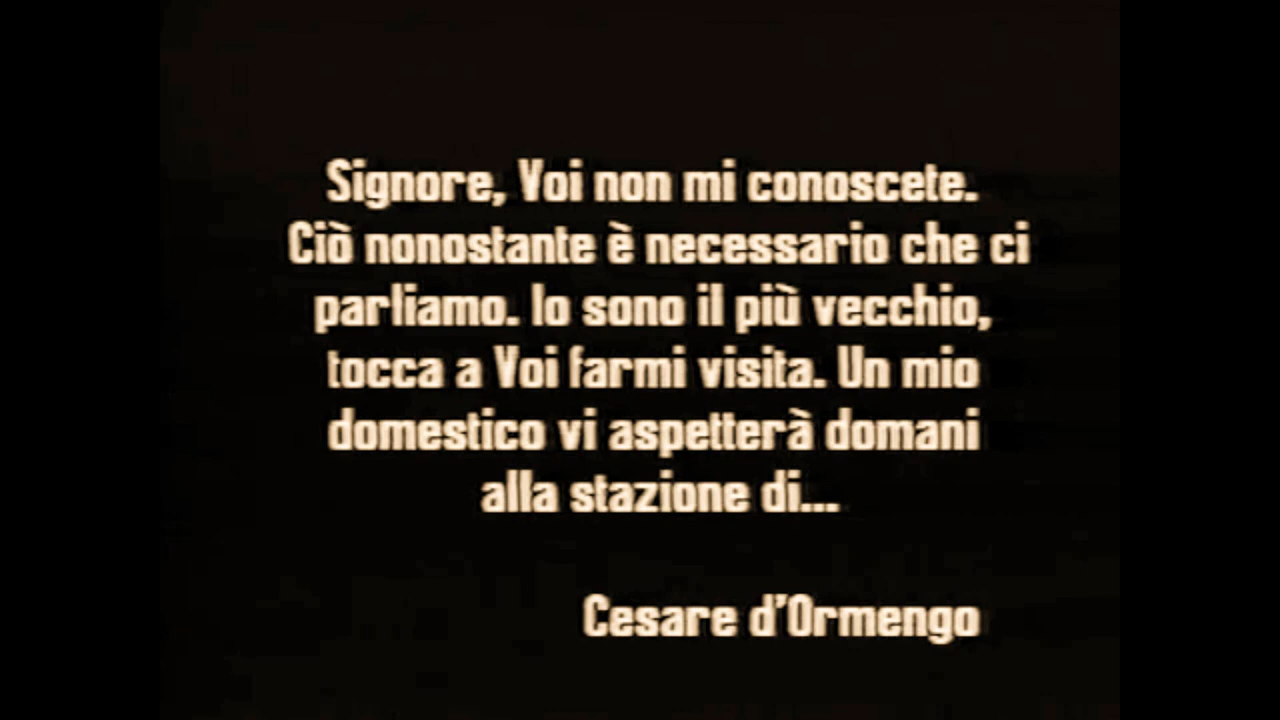 Signore, Voi non mi conoscete.
Ciò nonostante è necessario che ci
parliamo. Io sono il più vecchio,
tocca a Voi farmi visita. Un mio
domestico vi aspetterà domani
alla stazione di...
Cesare d'Ormengo